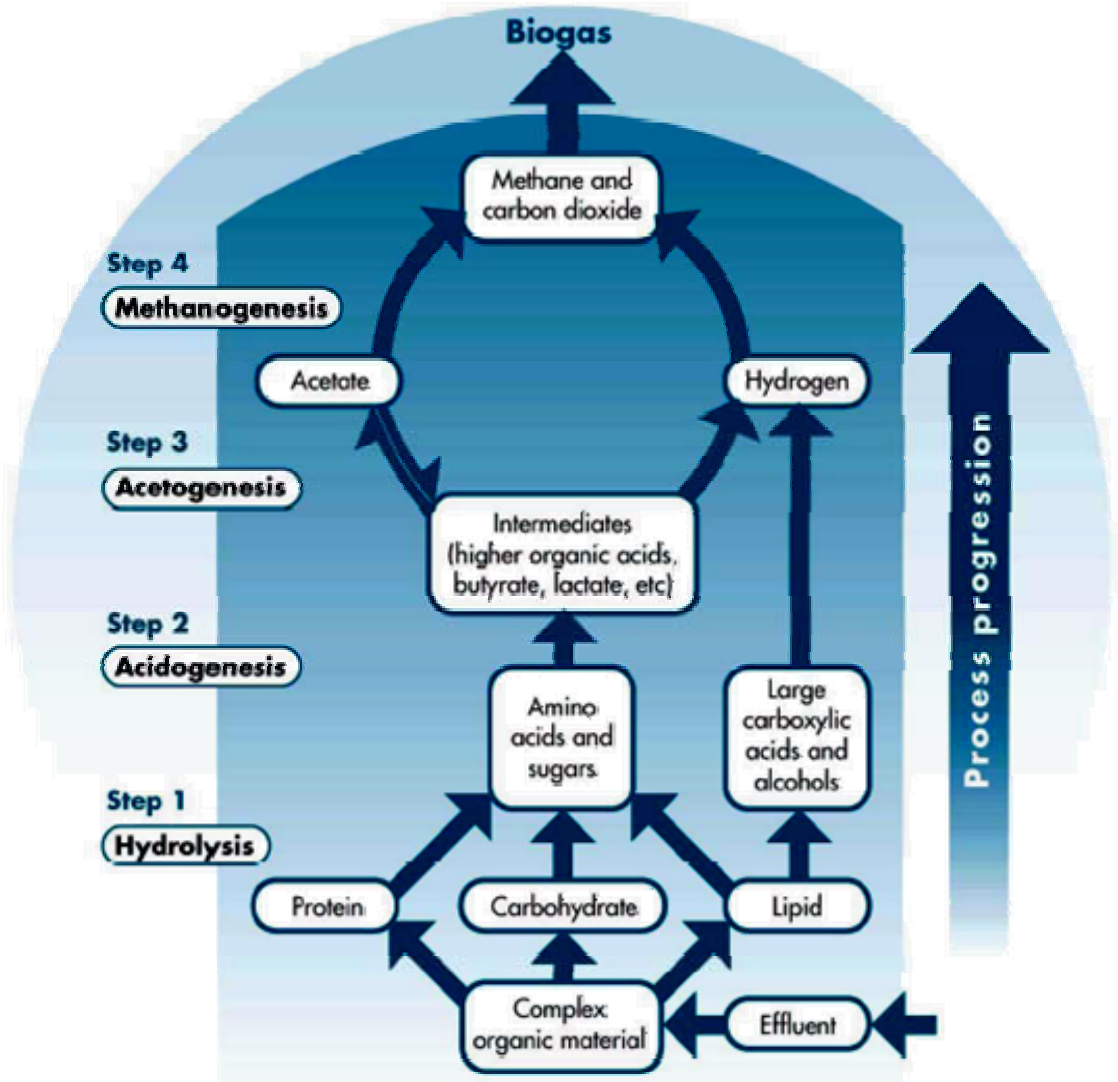 Biogas
Methane and
carbon dioxide
Step 4
Methanogenesis
Acetate
Hydrogen
Step 3
Acetogenesis
Intermediates
(higher organic acids,
butyrate, lactate, etc)
Step 2
Acidogenesis
Amino
acids and
sugars
Large
carboxylic
acids and
alcohols
Step 1
Hydrolysis
Protein
Carbohydrate
Lipid
Complex
organic material
Effluent
Process progression